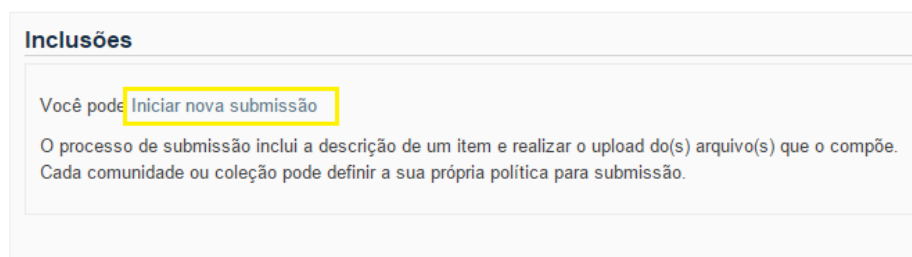 Inclusões
Você pode Iniciar nova submissão
O processo de submissão inclui a descrição de um item e realizar o upload do(s) arquivo(s) que o compõe.
Cada comunidade ou coleção pode definir a sua própria política para submissão.